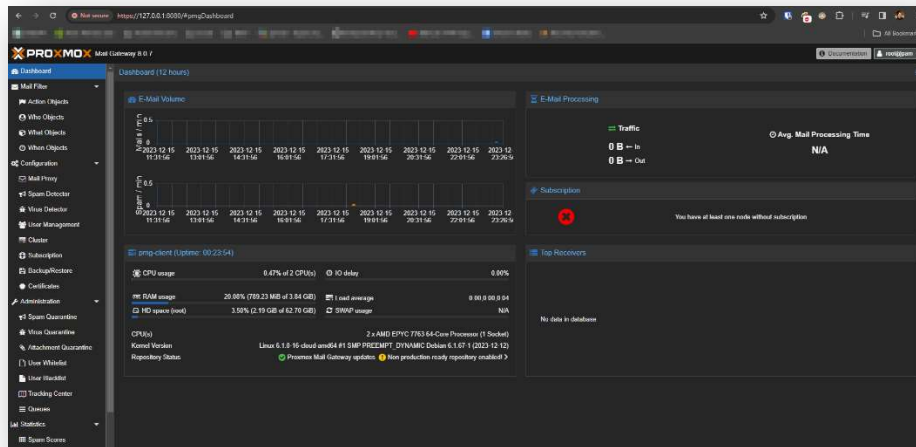 Not secure https://127.0.0.1:8080/#pmgDashboard
All Bookmar
PROXMOX Mail Gateway 8.0.7
Documentation root@pam
Dashboard
Mail Filter
Action Objects
Who Objects
What Objects
When Objects
Configuration
Mail Proxy
Spam Detector
Virus Detector
User Management
Cluster
Subscription
Backup/Restore
Certificates
Administration
Spam Quarantine
Virus Quarantine
Attachment Quarantine
User Whitelist
User Blacklist
Tracking Center
Queues
Statistics
Spam Scores
Dashboard (12 hours)
E-Mail Volume
Mails / min
0.5
0
2023-12-15 2023-12-15 2023-12-15 2023-12-15 2023-12-15 2023-12-15 2023-12-15 2023-12-15 2023-12
11:31:56 13:01:56 14:31:56 16:01:56 17:31:56 19:01:56 20:31:56 22:01:56 23:26:5
Spam / min
0.5
0
2023-12-15 2023-12-15 2023-12-15 2023-12-15 2023-12-15 2023-12-15 2023-12-15 2023-12-15 2023-12
11:31:56 13:01:56 14:31:56 16:01:56 17:31:56 19:01:56 20:31:56 22:01:56 23:26:5
E-Mail Processing
Traffic
0 B In
0 B Out
Avg. Mail Processing Time
N/A
Subscription
You have at least one node without subscription
pmg-client (Uptime: 00:23:54)
CPU usage 0.47% of 2 CPU(s) IO delay 0.00%
RAM usage 20.08% (789.23 MiB of 3.84 GiB) Load average
HD space (root) 3.50% (2.19 GiB of 62.70 GiB) SWAP usage N/A
CPU(s) 2 x AMD EPYC 7763 64-Core Processor (1 Socket)
Kernel Version Linux 6.1.0-16-cloud-amd64 #1 SMP PREEMPT_DYNAMIC Debian 6.1.67-1 (2023-12-12)
Repository Status Proxmox Mail Gateway updates Non production-ready repository enabled! >
Top Receivers
No data in database